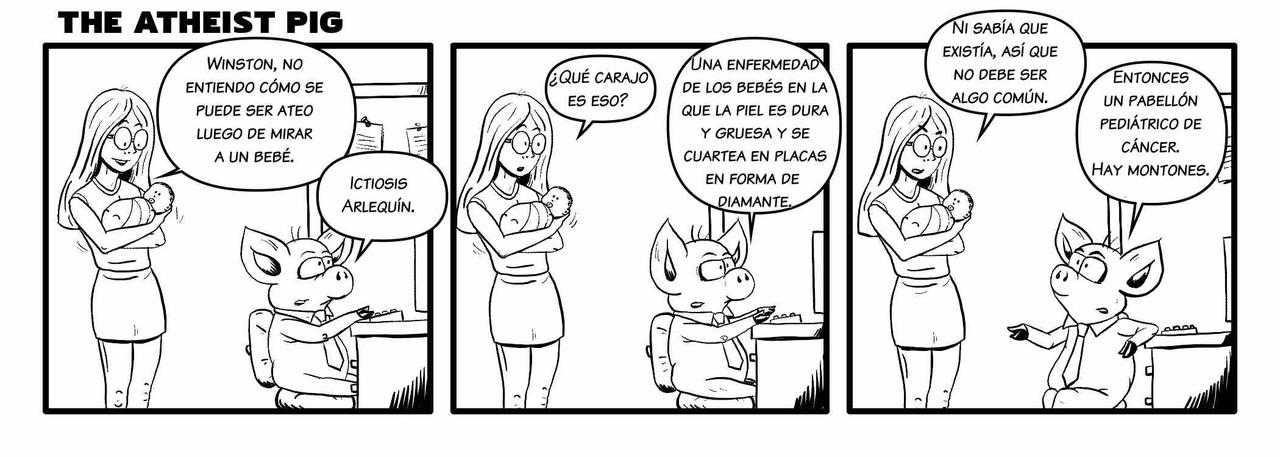 THE ATHEIST PIG
WINSTON, NO
ENTIENDO CÓMO SE
PUEDE SER ATEO
LUEGO DE MIRAR
A UN BEBÉ.
ICTIOSIS
ARLEQUÍN.
¿QUÉ CARAJO
ES ESO?
UNA ENFERMEDAD
DE LOS BEBÉS EN LA
QUE LA PIEL ES DURA
Y GRUESA Y SE
CUARTEA EN PLACAS
EN FORMA DE
DIAMANTE.
NI SABÍA QUE
EXISTÍA, ASÍ QUE
NO DEBE SER
ALGO COMÚN.
ENTONCES
UN PABELLÓN
PEDIÁTRICO DE
CÁNCER.
HAY MONTONES.